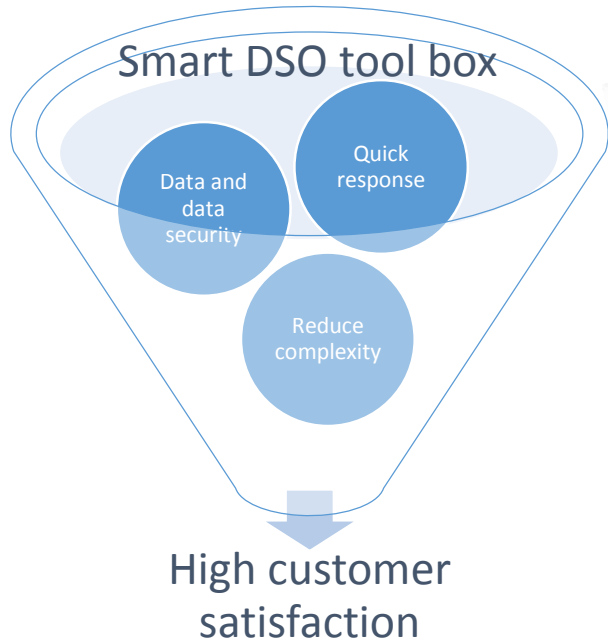 Smart DSO tool box
Quick
response
Data and
data
security
Reduce
complexity
High customer
satisfaction